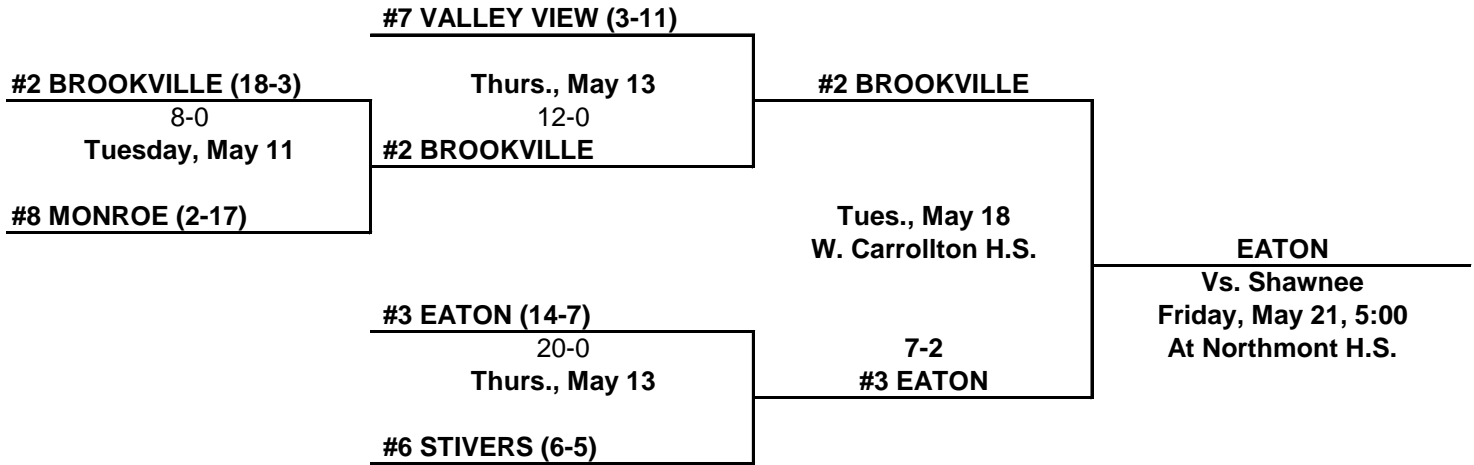 #7 VALLEY VIEW (3-11)
#2 BROOKVILLE (18-3)
Thurs., May 13
#2 BROOKVILLE
8-0
12-0
Tuesday, May 11
#2 BROOKVILLE
#8 MONROE (2-17)
Tues., May 18
W. Carrollton H.S.
EATON
Vs. Shawnee
#3 EATON (14-7)
Friday, May 21, 5:00
20-0
7-2
At Northmont H.S.
Thurs., May 13
#3 EATON
#6 STIVERS (6-5)